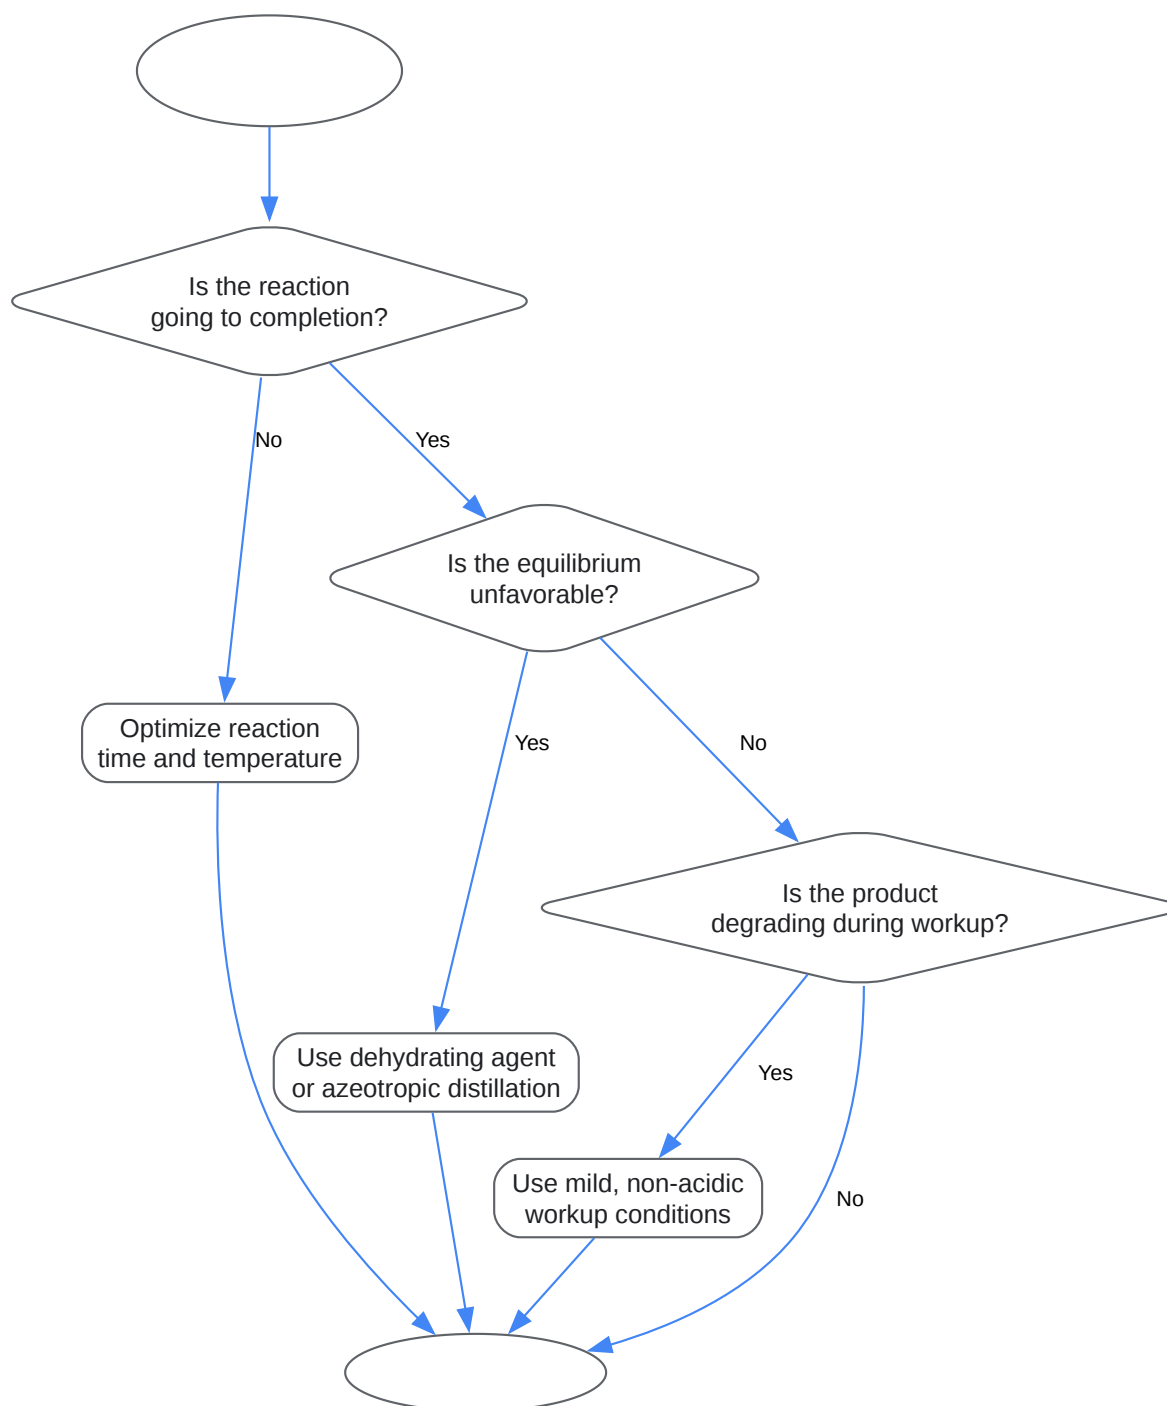 Is the reaction
going to completion?
No
Yes
Is the equilibrium
unfavorable?
Optimize reaction
time and temperature
Yes
No
Is the product
degrading during workup?
Use dehydrating agent
or azeotropic distillation
Yes
Use mild, non-acidic
workup conditions
No